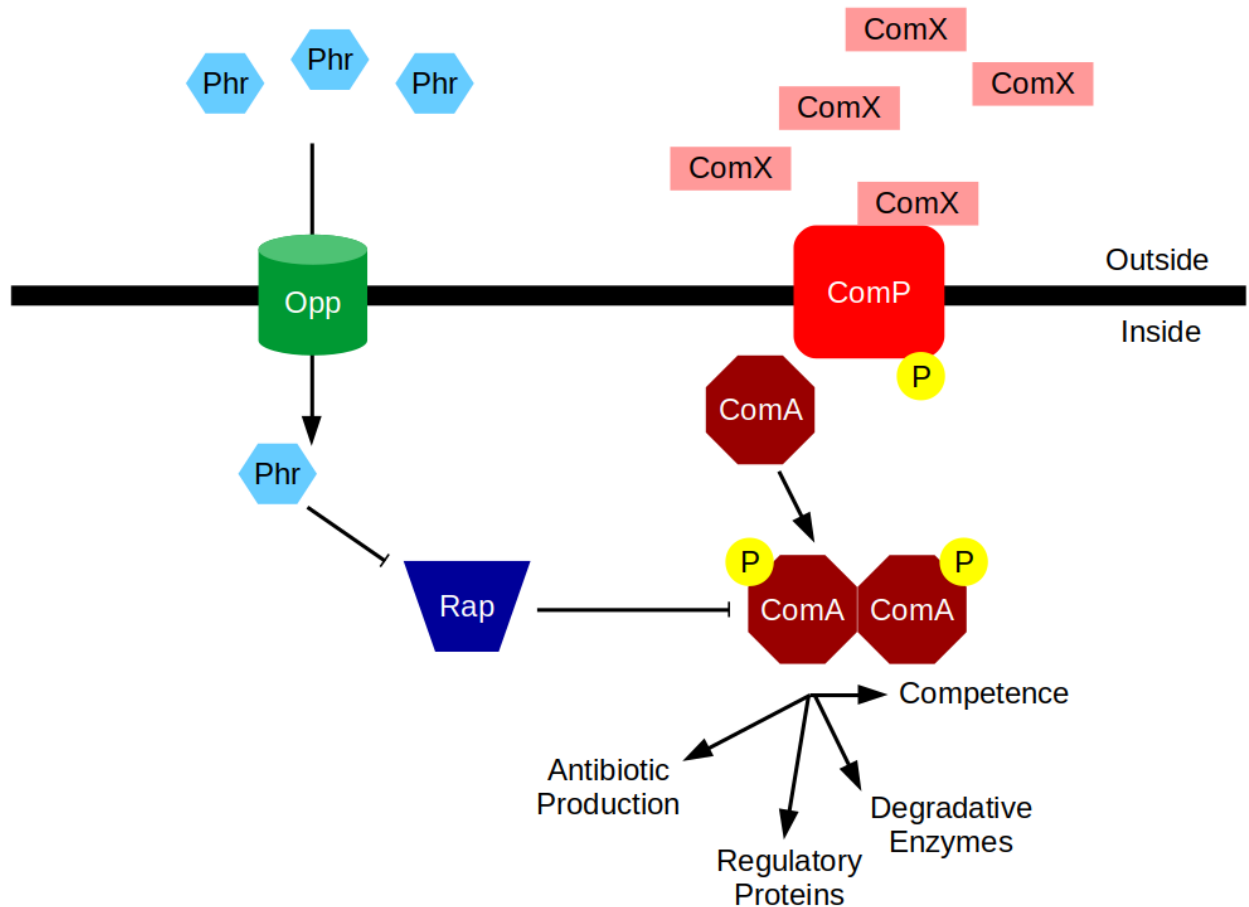 Phr
Phr
Phr
ComX
ComX
ComX
ComX
ComX
Opp
ComP
Outside
Inside
P
ComA
Phr
Rap
P
P
ComA
ComA
Competence
Antibiotic
Production
Degradative
Enzymes
Regulatory
Proteins